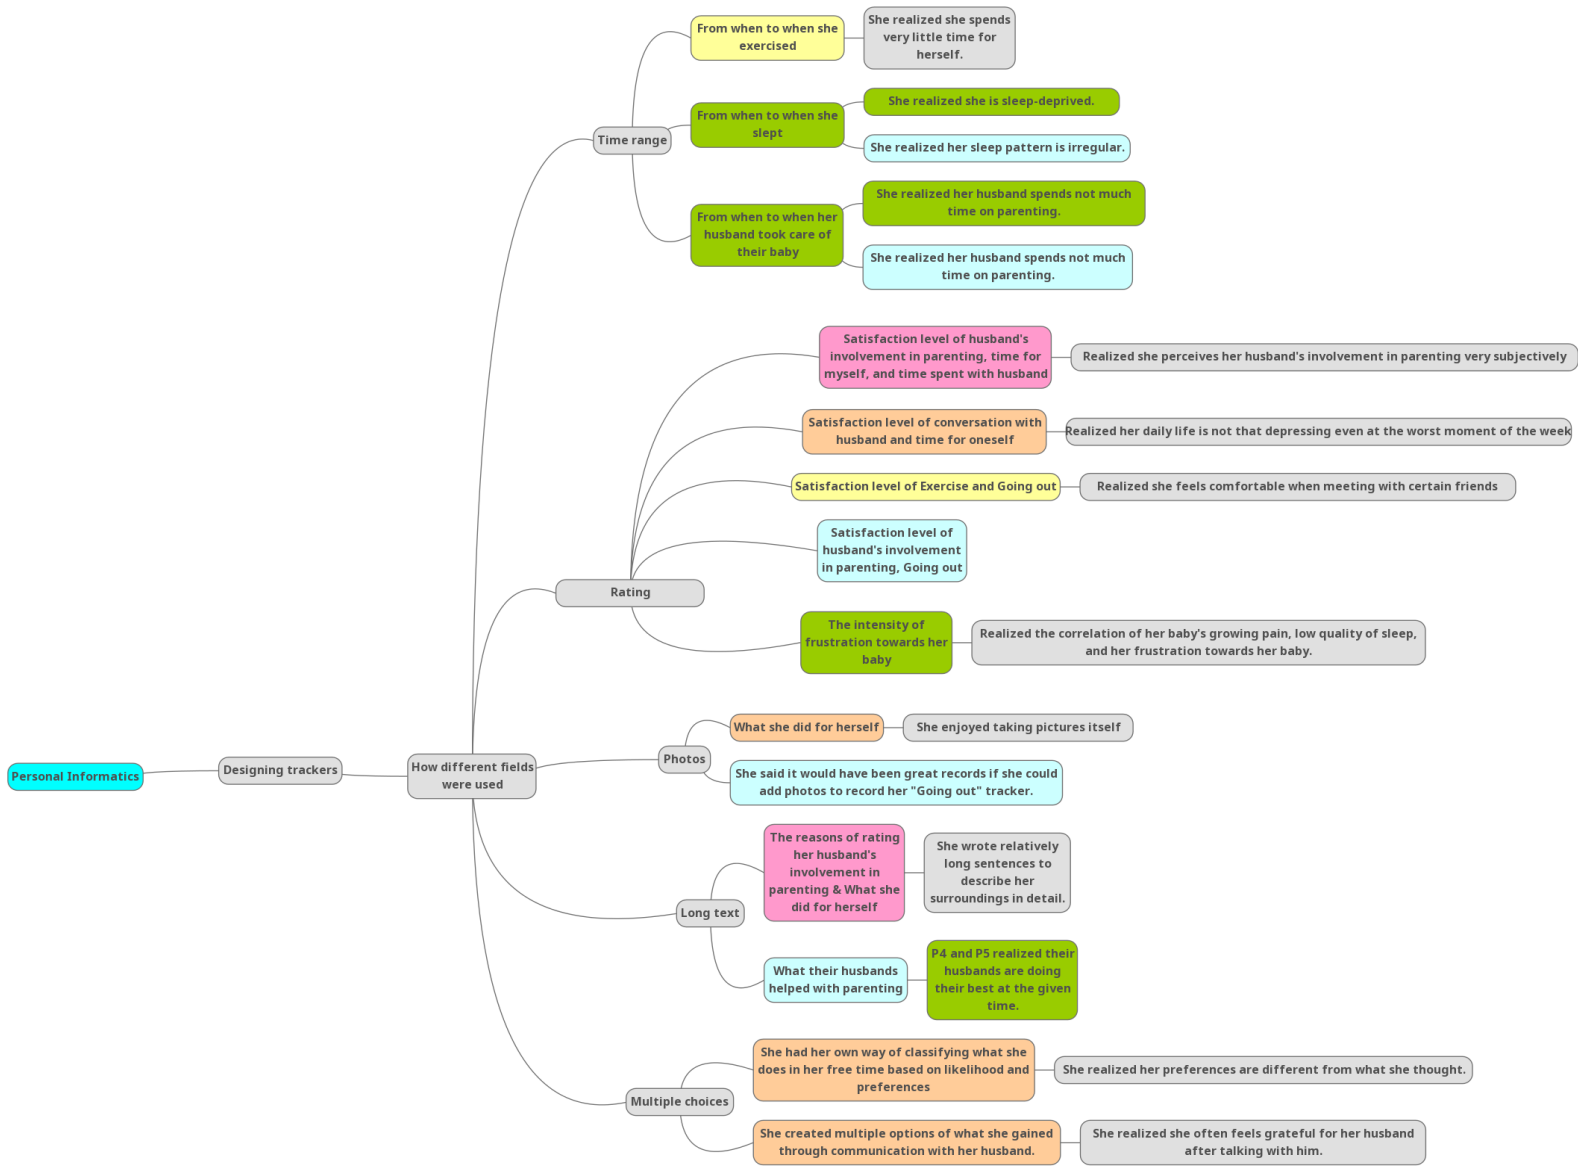 Personal Informatics
Designing trackers
How different fields
were used
Time range
From when to when she
exercised
She realized she spends
very little time for
herself.
From when to when she
slept
She realized she is sleep-deprived.
She realized her sleep pattern is irregular.
From when to when her
husband took care of
their baby
She realized her husband spends not much
time on parenting.
She realized her husband spends not much
time on parenting.
Rating
Satisfaction level of husband's
involvement in parenting, time for
myself, and time spent with husband
Realized she perceives her husband's involvement in parenting very subjectively
Satisfaction level of conversation with
husband and time for oneself
Realized her daily life is not that depressing even at the worst moment of the week
Satisfaction level of Exercise and Going out
Realized she feels comfortable when meeting with certain friends
Satisfaction level of
husband's involvement
in parenting, Going out
The intensity of
frustration towards her
baby
Realized the correlation of her baby's growing pain, low quality of sleep,
and her frustration towards her baby.
Photos
What she did for herself
She enjoyed taking pictures itself
She said it would have been great records if she could
add photos to record her "Going out" tracker.
Long text
The reasons of rating
her husband's
involvement in
parenting & What she
did for herself
She wrote relatively
long sentences to
describe her
surroundings in detail.
What their husbands
helped with parenting
P4 and P5 realized their
husbands are doing
their best at the given
time.
Multiple choices
She had her own way of classifying what she
does in her free time based on likelihood and
preferences
She realized her preferences are different from what she thought.
She created multiple options of what she gained
through communication with her husband.
She realized she often feels grateful for her husband
after talking with him.